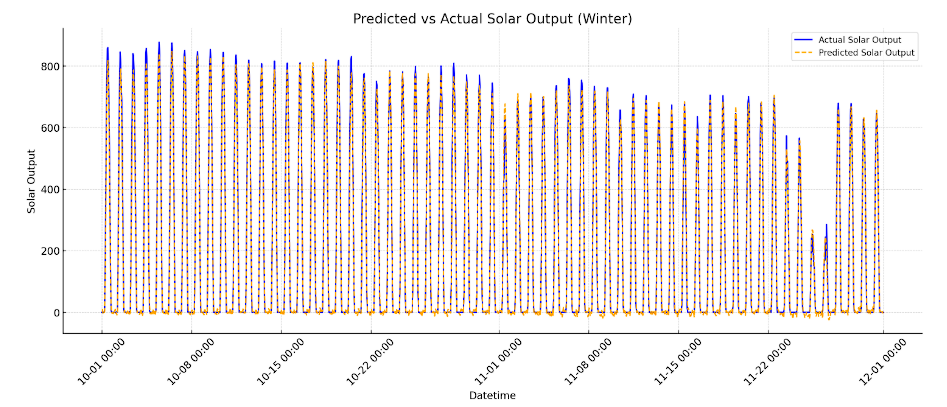 Predicted vs Actual Solar Output (Winter)
Actual Solar Output
Predicted Solar Output
Solar Output
800
600
400
200
0
10-01 00:00
10-08 00:00
10-15 00:00
10-22 00:00
11-01 00:00
11-08 00:00
11-15 00:00
11-22 00:00
12-01 00:00
Datetime